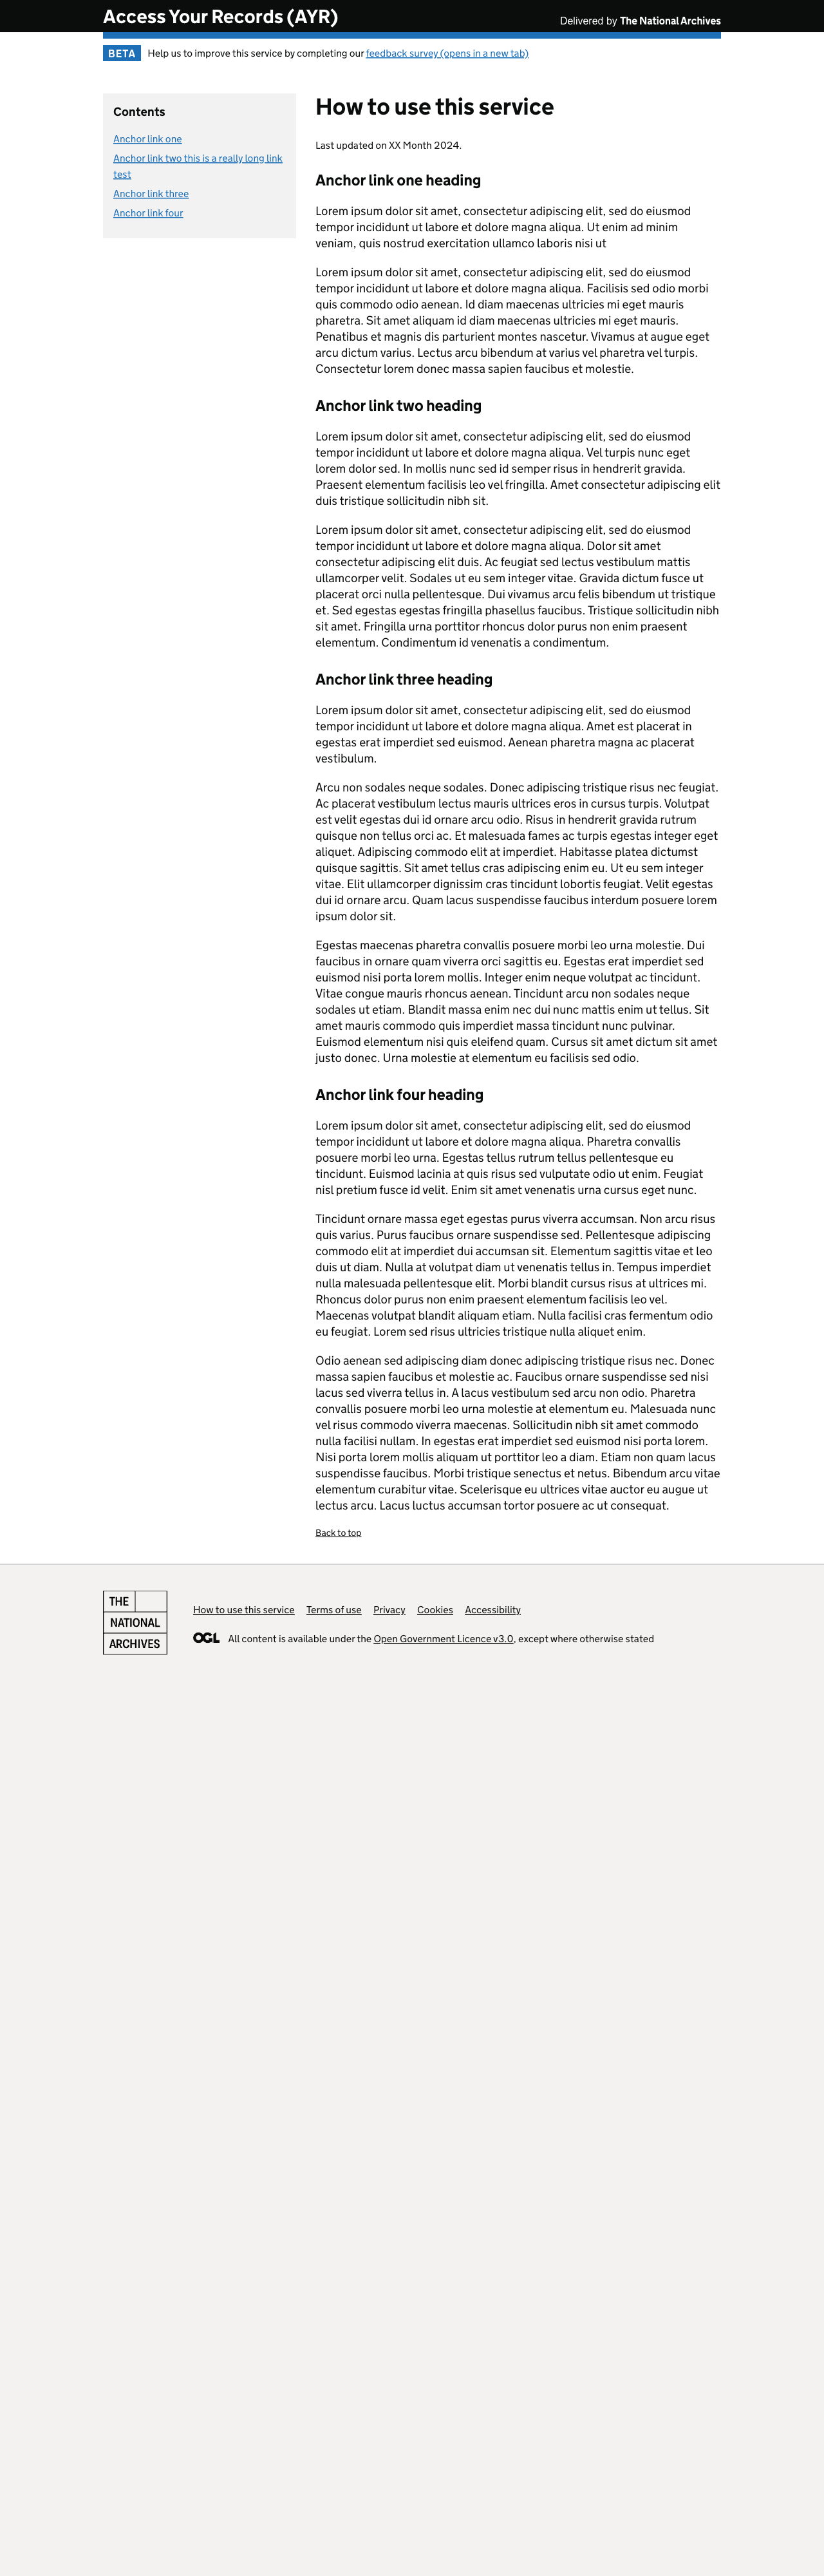 Access Your Records (AYR)
Delivered by The National Archives
BETA Help us to improve this service by completing our feedback survey (opens in a new tab)
Contents
Anchor link one
Anchor link two this is a really long link
test
Anchor link three
Anchor link four
How to use this service
Last updated on XX Month 2024.
Anchor link one heading
Lorem ipsum dolor sit amet, consectetur adipiscing elit, sed do eiusmod
tempor incididunt ut labore et dolore magna aliqua. Ut enim ad minim
veniam, quis nostrud exercitation ullamco laboris nisi ut
Lorem ipsum dolor sit amet, consectetur adipiscing elit, sed do eiusmod
tempor incididunt ut labore et dolore magna aliqua. Facilisis sed odio morbi
quis commodo odio aenean. Id diam maecenas ultricies mi eget mauris
pharetra. Sit amet aliquam id diam maecenas ultricies mi eget mauris.
Penatibus et magnis dis parturient montes nascetur. Vivamus at augue eget
arcu dictum varius. Lectus arcu bibendum at varius vel pharetra vel turpis.
Consectetur lorem donec massa sapien faucibus et molestie.
Anchor link two heading
Lorem ipsum dolor sit amet, consectetur adipiscing elit, sed do eiusmod
tempor incididunt ut labore et dolore magna aliqua. Vel turpis nunc eget
lorem dolor sed. In mollis nunc sed id semper risus in hendrerit gravida.
Praesent elementum facilisis leo vel fringilla. Amet consectetur adipiscing elit
duis tristique sollicitudin nibh sit.
Lorem ipsum dolor sit amet, consectetur adipiscing elit, sed do eiusmod
tempor incididunt ut labore et dolore magna aliqua. Dolor sit amet
consectetur adipiscing elit duis. Ac feugiat sed lectus vestibulum mattis
ullamcorper velit. Sodales ut eu sem integer vitae. Gravida dictum fusce ut
placerat orci nulla pellentesque. Dui vivamus arcu felis bibendum ut tristique
et. Sed egestas egestas fringilla phasellus faucibus. Tristique sollicitudin nibh
sit amet. Fringilla urna porttitor rhoncus dolor purus non enim praesent
elementum. Condimentum id venenatis a condimentum.
Anchor link three heading
Lorem ipsum dolor sit amet, consectetur adipiscing elit, sed do eiusmod
tempor incididunt ut labore et dolore magna aliqua. Amet est placerat in
egestas erat imperdiet sed euismod. Aenean pharetra magna ac placerat
vestibulum.
Arcu non sodales neque sodales. Donec adipiscing tristique risus nec feugiat.
Ac placerat vestibulum lectus mauris ultrices eros in cursus turpis. Volutpat
est velit egestas dui id ornare arcu odio. Risus in hendrerit gravida rutrum
quisque non tellus orci ac. Et malesuada fames ac turpis egestas integer eget
aliquet. Adipiscing commodo elit at imperdiet. Habitasse platea dictumst
quisque sagittis. Sit amet tellus cras adipiscing enim eu. Ut eu sem integer
vitae. Elit ullamcorper dignissim cras tincidunt lobortis feugiat. Velit egestas
dui id ornare arcu. Quam lacus suspendisse faucibus interdum posuere lorem
ipsum dolor sit.
Egestas maecenas pharetra convallis posuere morbi leo urna molestie. Dui
faucibus in ornare quam viverra orci sagittis eu. Egestas erat imperdiet sed
euismod nisi porta lorem mollis. Integer enim neque volutpat ac tincidunt.
Vitae congue mauris rhoncus aenean. Tincidunt arcu non sodales neque
sodales ut etiam. Blandit massa enim nec dui nunc mattis enim ut tellus. Sit
amet mauris commodo quis imperdiet massa tincidunt nunc pulvinar.
Euismod elementum nisi quis eleifend quam. Cursus sit amet dictum sit amet
justo donec. Urna molestie at elementum eu facilisis sed odio.
Anchor link four heading
Lorem ipsum dolor sit amet, consectetur adipiscing elit, sed do eiusmod
tempor incididunt ut labore et dolore magna aliqua. Pharetra convallis
posuere morbi leo urna. Egestas tellus rutrum tellus pellentesque eu
tincidunt. Euismod lacinia at quis risus sed vulputate odio ut enim. Feugiat
nisl pretium fusce id velit. Enim sit amet venenatis urna cursus eget nunc.
Tincidunt ornare massa eget egestas purus viverra accumsan. Non arcu risus
quis varius. Purus faucibus ornare suspendisse sed. Pellentesque adipiscing
commodo elit at imperdiet dui accumsan sit. Elementum sagittis vitae et leo
duis ut diam. Nulla at volutpat diam ut venenatis tellus in. Tempus imperdiet
nulla malesuada pellentesque elit. Morbi blandit cursus risus at ultrices mi.
Rhoncus dolor purus non enim praesent elementum facilisis leo vel.
Maecenas volutpat blandit aliquam etiam. Nulla facilisi cras fermentum odio
eu feugiat. Lorem sed risus ultricies tristique nulla aliquet enim.
Odio aenean sed adipiscing diam donec adipiscing tristique risus nec. Donec
massa sapien faucibus et molestie ac. Faucibus ornare suspendisse sed nisi
lacus sed viverra tellus in. A lacus vestibulum sed arcu non odio. Pharetra
convallis posuere morbi leo urna molestie at elementum eu. Malesuada nunc
vel risus commodo viverra maecenas. Sollicitudin nibh sit amet commodo
nulla facilisi nullam. In egestas erat imperdiet sed euismod nisi porta lorem.
Nisi porta lorem mollis aliquam ut porttitor leo a diam. Etiam non quam lacus
suspendisse faucibus. Morbi tristique senectus et netus. Bibendum arcu vitae
elementum curabitur vitae. Scelerisque eu ultrices vitae auctor eu augue ut
lectus arcu. Lacus luctus accumsan tortor posuere ac ut consequat.
Back to top
THE
NATIONAL
ARCHIVES
How to use this service Terms of use Privacy Cookies Accessibility
OGL All content is available under the Open Government Licence v3.0, except where otherwise stated